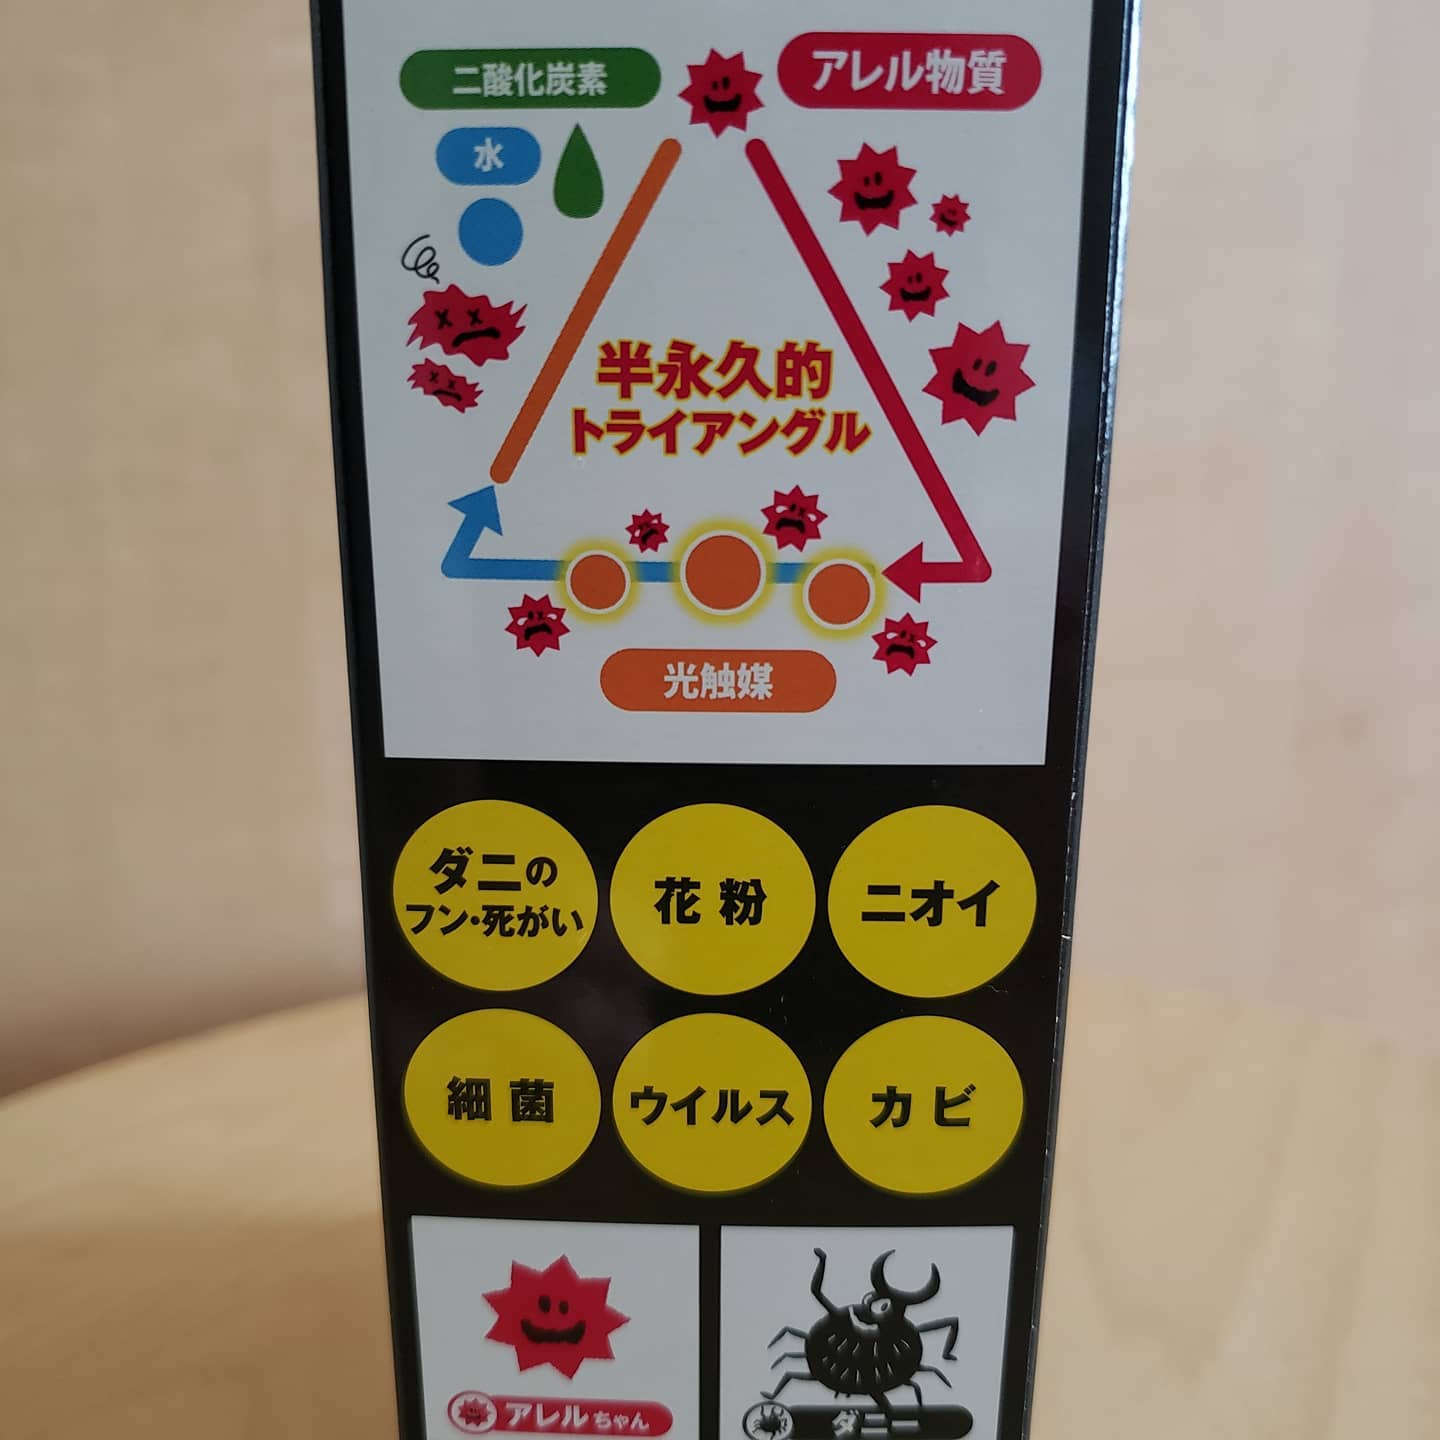 二酸化炭素
アレル物質
水
半永久的
トライアングル
光触媒
ダニの
フン・死がい
花粉
ニオイ
細菌
ウイルス
カビ
アレルちゃん
ダニー